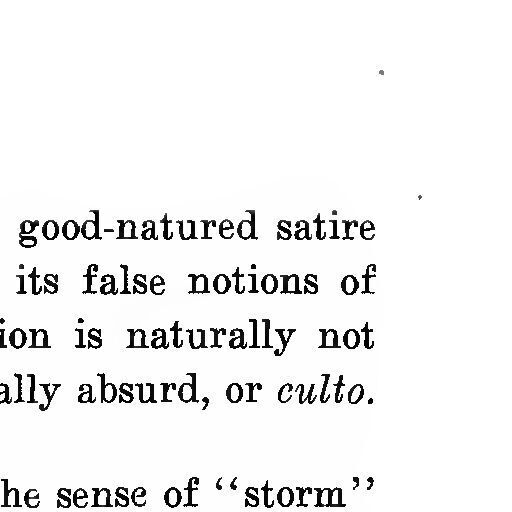 good-natured satire
its false notions of
ion is naturally not
ally absurd, or culto.
he sense of “storm”